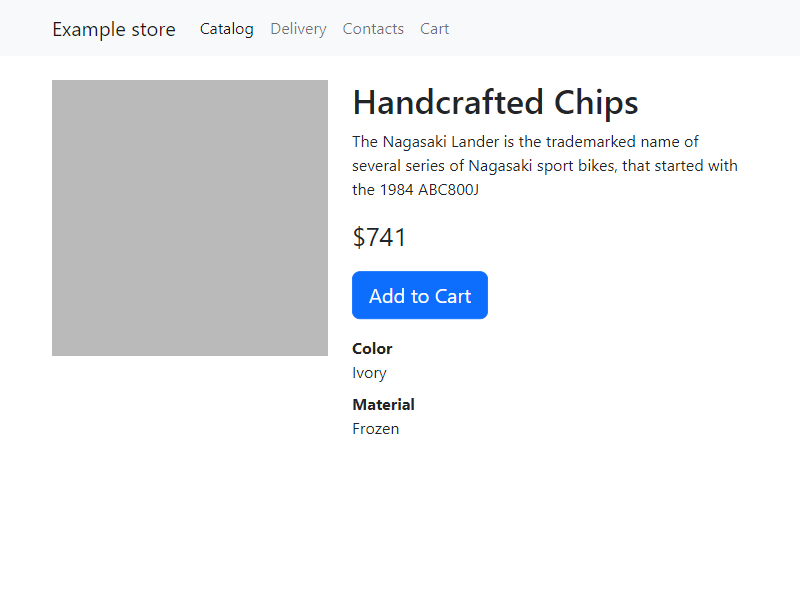 Example store Catalog Delivery Contacts Cart
Handcrafted Chips
The Nagasaki Lander is the trademarked name of
several series of Nagasaki sport bikes, that started with
the 1984 ABC800J
$741
Add to Cart
Color
Ivory
Material
Frozen